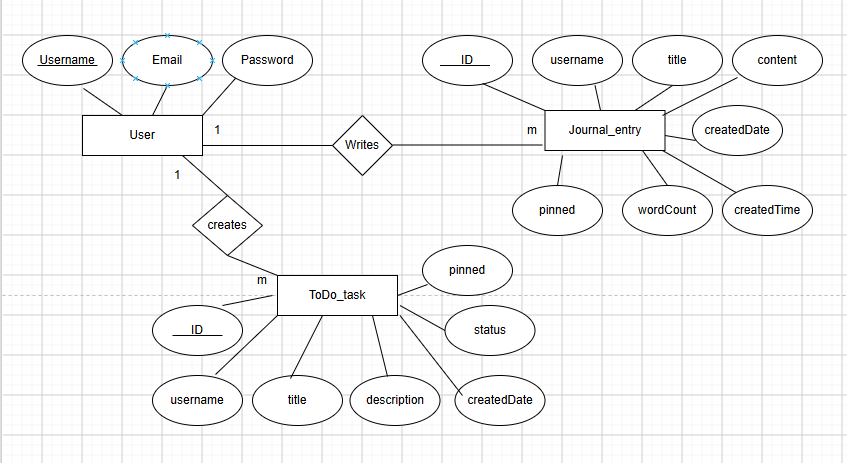 Username
Email
Password
ID
username
title
content
User
1
Writes
m
Journal_entry
createdDate
1
pinned
wordCount
createdTime
creates
pinned
m
ToDo_task
ID
status
username
title
description
createdDate